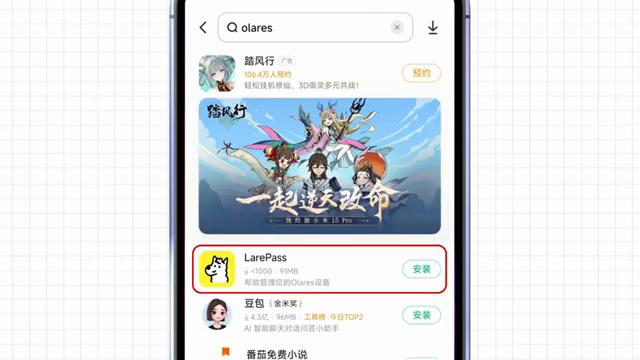 olares
踏风行 广告
106.4万人预约
轻松挂机修仙，3D御灵多元共战！
预约
踏风行
一起逆天改命
预约赠小米15 Pro
LarePass
<1000 | 91MB
帮助管理您的Olares设备
安装
豆包 金米奖
4.3亿 | 96MB | 工具榜·今日TOP2
AI 智能聊天对话问答小助手
安装
番茄免费小说